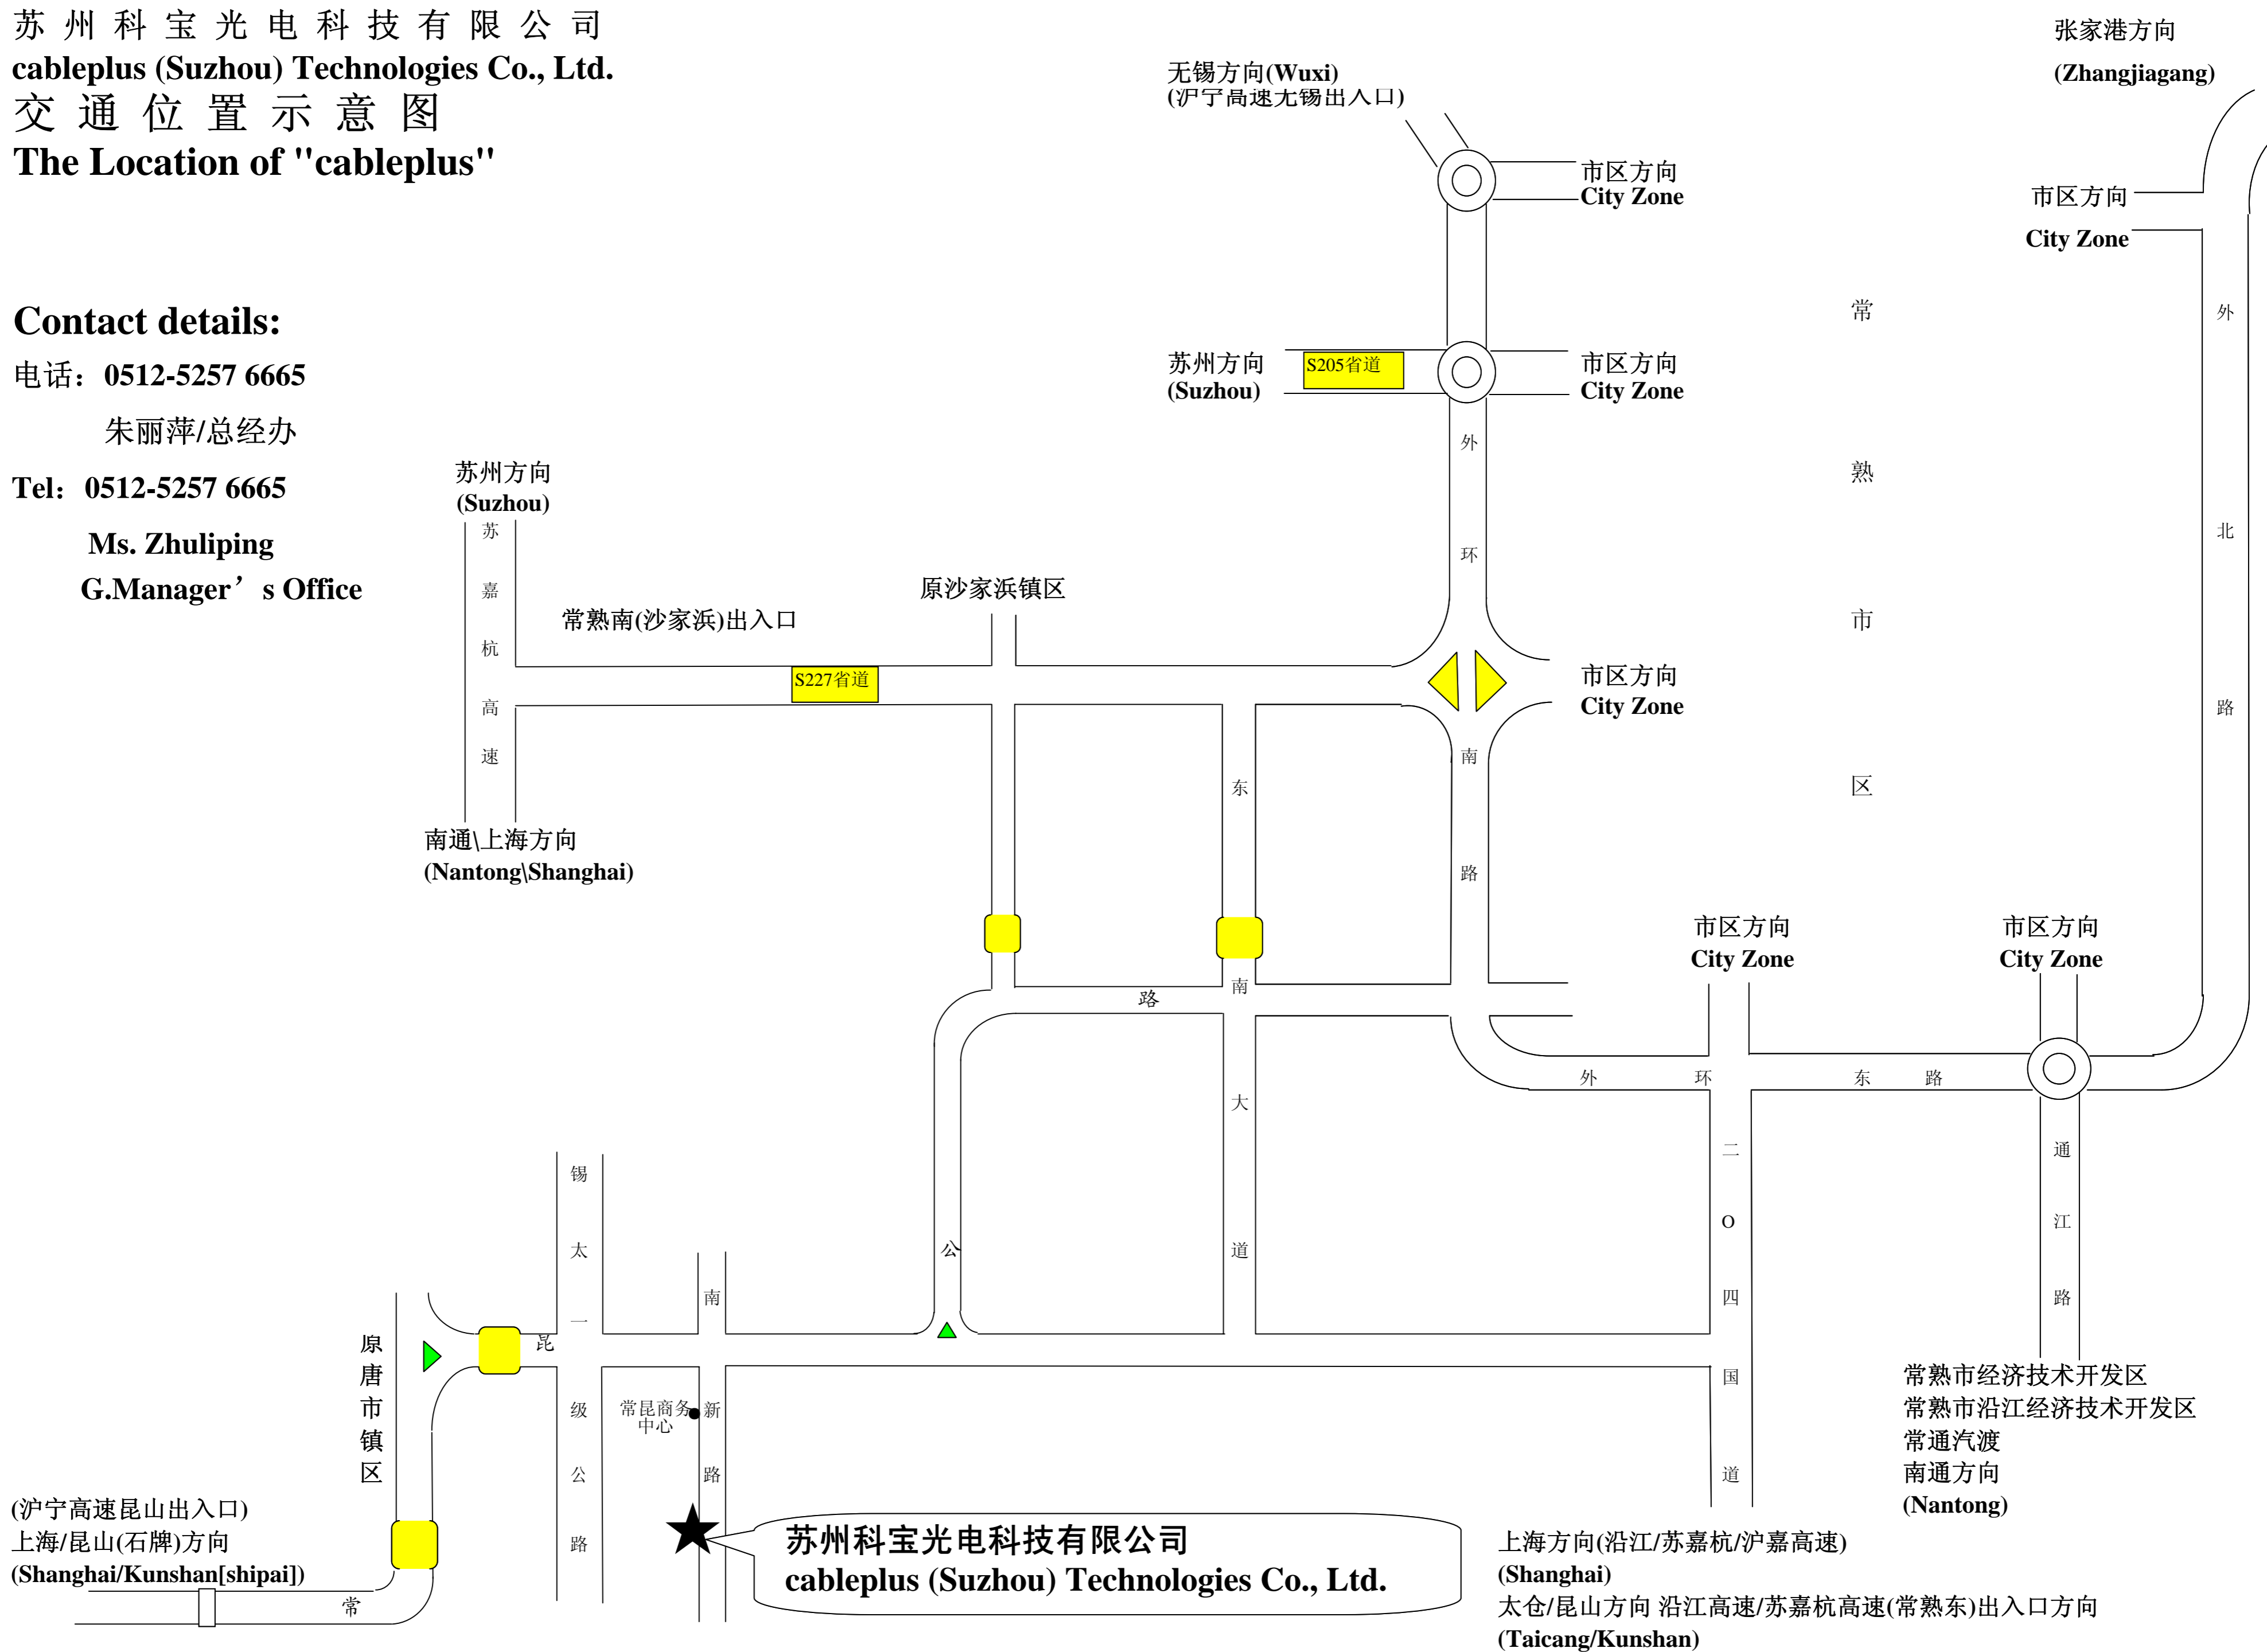 苏州科宝光电科技有限公司
cableplus (Suzhou) Technologies Co., Ltd.
交通位置示意图
The Location of "cableplus"
Contact details:
电话：0512-5257 6665
朱丽萍/总经办
Tel：0512-5257 6665
Ms. Zhuliping
G.Manager’s Office
张家港方向
(Zhangjiagang)
无锡方向(Wuxi)
(沪宁高速无锡出入口)
市区方向
City Zone
市区方向
City Zone
苏州方向
(Suzhou)
S205省道
市区方向
City Zone
常熟市区
外北路
外环南路
苏州方向
(Suzhou)
苏嘉杭高速
常熟南(沙家浜)出入口
原沙家浜镇区
S227省道
市区方向
City Zone
南通\上海方向
(Nantong\Shanghai)
东南大道
市区方向
City Zone
市区方向
City Zone
外环东路
二O四国道
通江路
锡太一级公路
南新路
常昆公路
原唐市镇区
常昆商务
中心
常熟市经济技术开发区
常熟市沿江经济技术开发区
常通汽渡
南通方向
(Nantong)
(沪宁高速昆山出入口)
上海/昆山(石牌)方向
(Shanghai/Kunshan[shipai])
苏州科宝光电科技有限公司
cableplus (Suzhou) Technologies Co., Ltd.
上海方向(沿江/苏嘉杭/沪嘉高速)
(Shanghai)
太仓/昆山方向 沿江高速/苏嘉杭高速(常熟东)出入口方向
(Taicang/Kunshan)